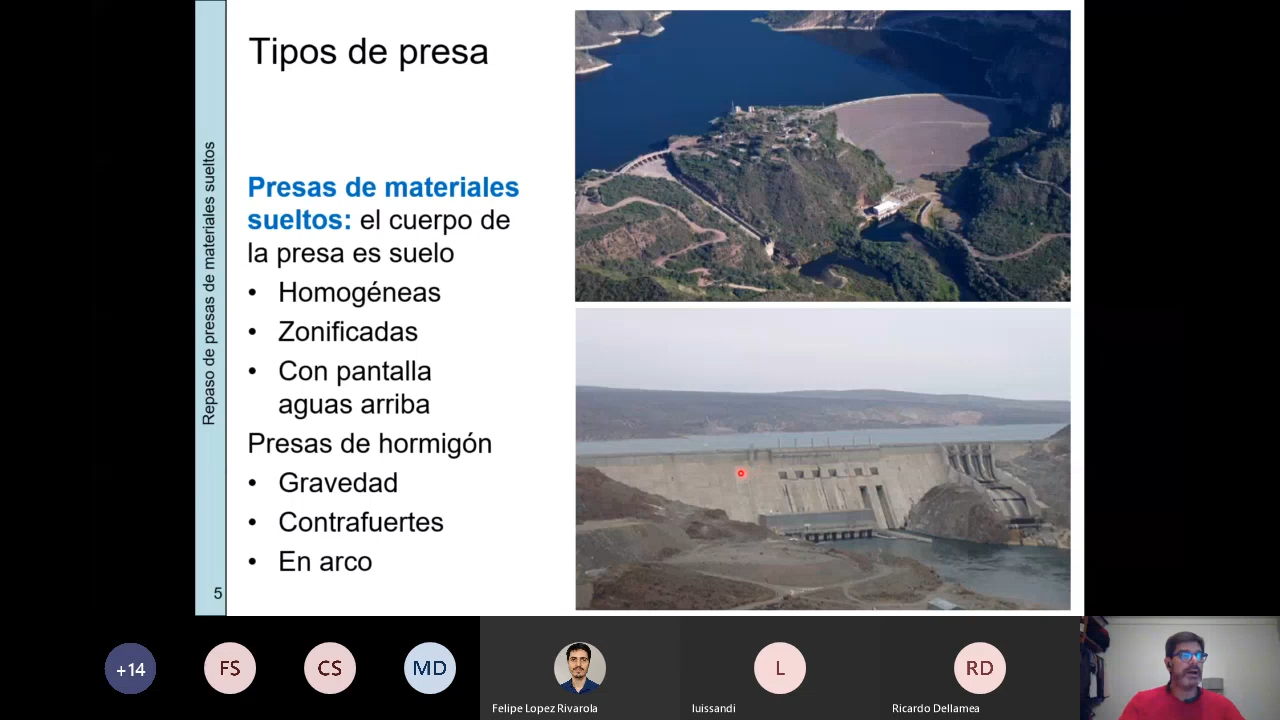 Tipos de presa
Repaso de presas de materiales sueltos
Presas de materiales
sueltos: el cuerpo de
la presa es suelo
• Homogéneas
• Zonificadas
• Con pantalla
aguas arriba
Presas de hormigón
• Gravedad
• Contrafuertes
• En arco
5
+14
FS
CS
MD
Felipe Lopez Rivarola
L
luissandi
RD
Ricardo Dellamea